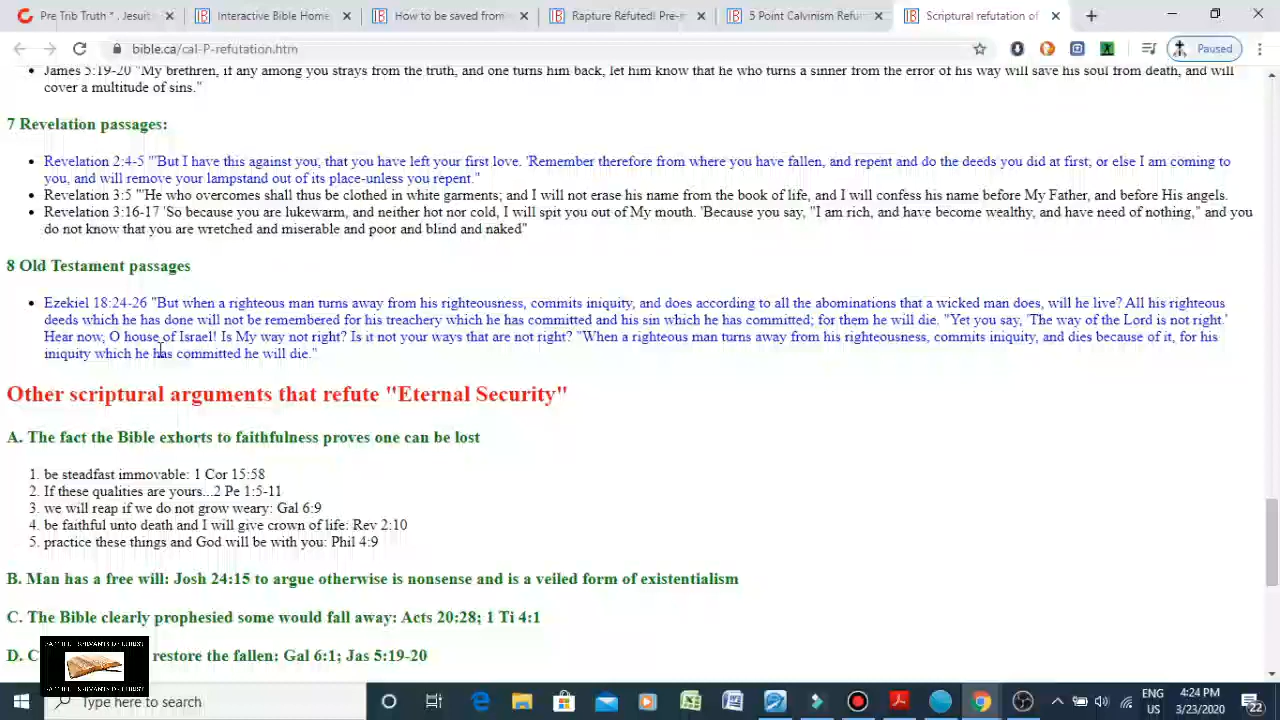 Pre Trib Truth *. Jesuit
Interactive Bible Home
How to be saved from
Rapture Refuted! Pre-
5 Point Calvinism Refu
Scriptural refutation of
bible.ca/cal-P-refutation.htm
Paused
James 5:19-20 "My brethren, if any among you strays from the truth, and one turns him back, let him know that he who turns a sinner from the error of his way will save his soul from death, and will
cover a multitude of sins."
7 Revelation passages:
Revelation 2:4-5 "'But I have this against you, that you have left your first love. 'Remember therefore from where you have fallen, and repent and do the deeds you did at first; or else I am coming to
you, and will remove your lampstand out of its place-unless you repent."
Revelation 3:5 "'He who overcomes shall thus be clothed in white garments; and I will not erase his name from the book of life, and I will confess his name before My Father, and before His angels.
Revelation 3:16-17 'So because you are lukewarm, and neither hot nor cold, I will spit you out of My mouth. 'Because you say, "I am rich, and have become wealthy, and have need of nothing," and you
do not know that you are wretched and miserable and poor and blind and naked"
8 Old Testament passages
Ezekiel 18:24-26 "But when a righteous man turns away from his righteousness, commits iniquity, and does according to all the abominations that a wicked man does, will he live? All his righteous
deeds which he has done will not be remembered for his treachery which he has committed and his sin which he has committed; for them he will die. "Yet you say, 'The way of the Lord is not right.'
Hear now, O house of Israel! Is My way not right? Is it not your ways that are not right? "When a righteous man turns away from his righteousness, commits iniquity, and dies because of it, for his
iniquity which he has committed he will die."
Other scriptural arguments that refute "Eternal Security"
A. The fact the Bible exhorts to faithfulness proves one can be lost
1. be steadfast immovable: 1 Cor 15:58
2. If these qualities are yours...2 Pe 1:5-11
3. we will reap if we do not grow weary: Gal 6:9
4. be faithful unto death and I will give crown of life: Rev 2:10
5. practice these things and God will be with you: Phil 4:9
B. Man has a free will: Josh 24:15 to argue otherwise is nonsense and is a veiled form of existentialism
C. The Bible clearly prophesied some would fall away: Acts 20:28; 1 Ti 4:1
D. C restore the fallen: Gal 6:1; Jas 5:19-20
Type here to search
ENG
US
4:24 PM
3/23/2020
22